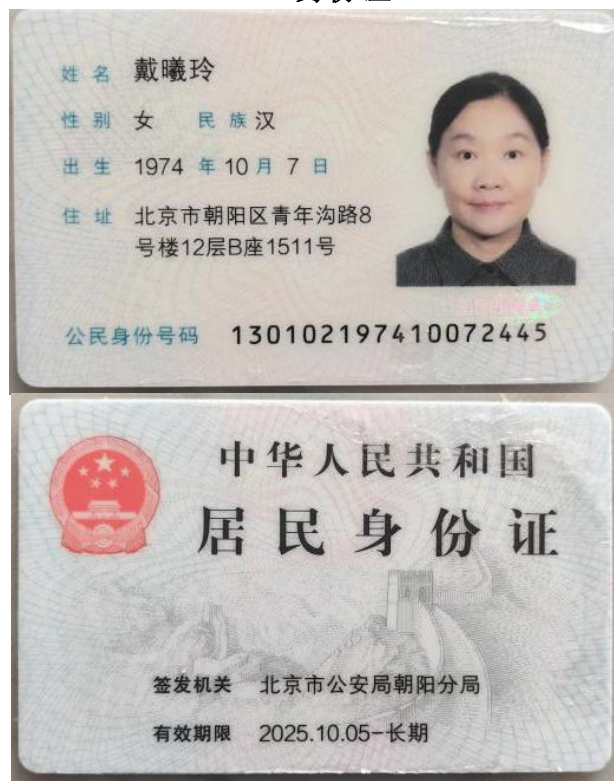 姓名 戴曦玲
性别 女 民族 汉
出生 1974 年 10 月 7 日
住址 北京市朝阳区青年沟路8
号楼12层B座1511号
公民身份号码 130102197410072445
中华人民共和国
居民身份证
签发机关 北京市公安局朝阳分局
有效期限 2025.10.05-长期